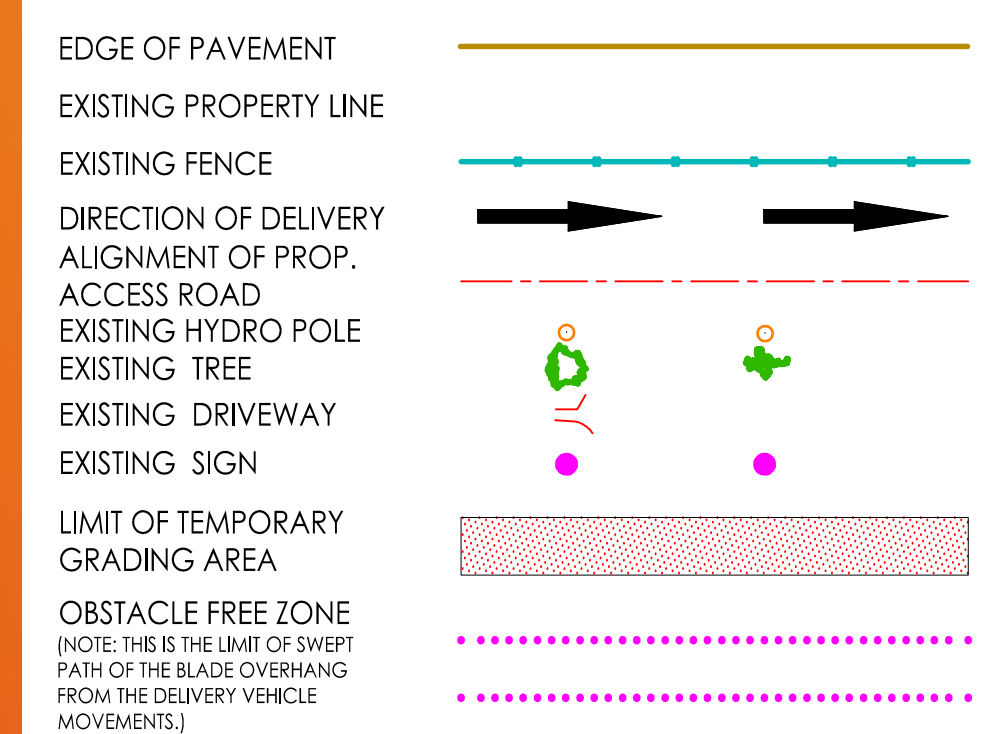 EDGE OF PAVEMENT
EXISTING PROPERTY LINE
EXISTING FENCE
DIRECTION OF DELIVERY
ALIGNMENT OF PROP.
ACCESS ROAD
EXISTING HYDRO POLE
EXISTING TREE
EXISTING DRIVEWAY
EXISTING SIGN
LIMIT OF TEMPORARY
GRADING AREA
OBSTACLE FREE ZONE
(NOTE: THIS IS THE LIMIT OF SWEPT
PATH OF THE BLADE OVERHANG
FROM THE DELIVERY VEHICLE
MOVEMENTS.)